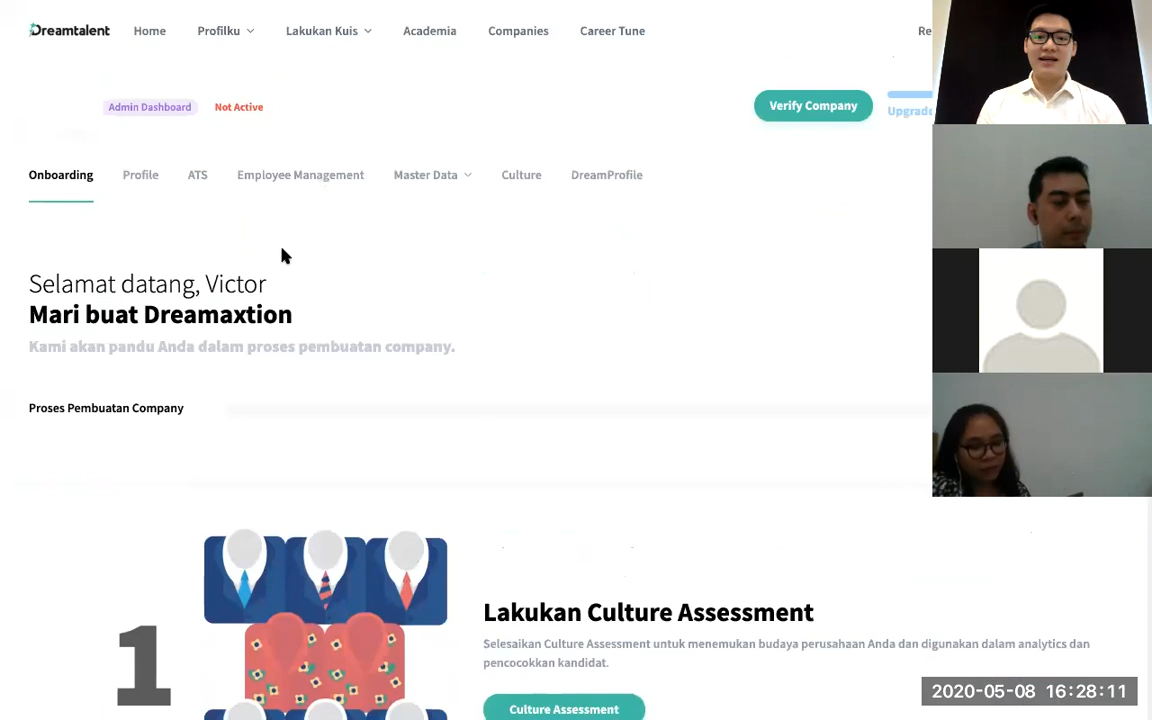 Dreamtalent Home Profilku Lakukan Kuis Academia Companies Career Tune
Admin Dashboard Not Active Verify Company
Onboarding Profile ATS Employee Management Master Data Culture DreamProfile
Selamat datang, Victor
Mari buat Dreamaxtion
Kami akan pandu Anda dalam proses pembuatan company.
Proses Pembuatan Company
1
Lakukan Culture Assessment
Selesaikan Culture Assessment untuk menemukan budaya perusahaan Anda dan digunakan dalam analytics dan
pencocokkan kandidat.
Culture Assessment
2020-05-08 16:28:11